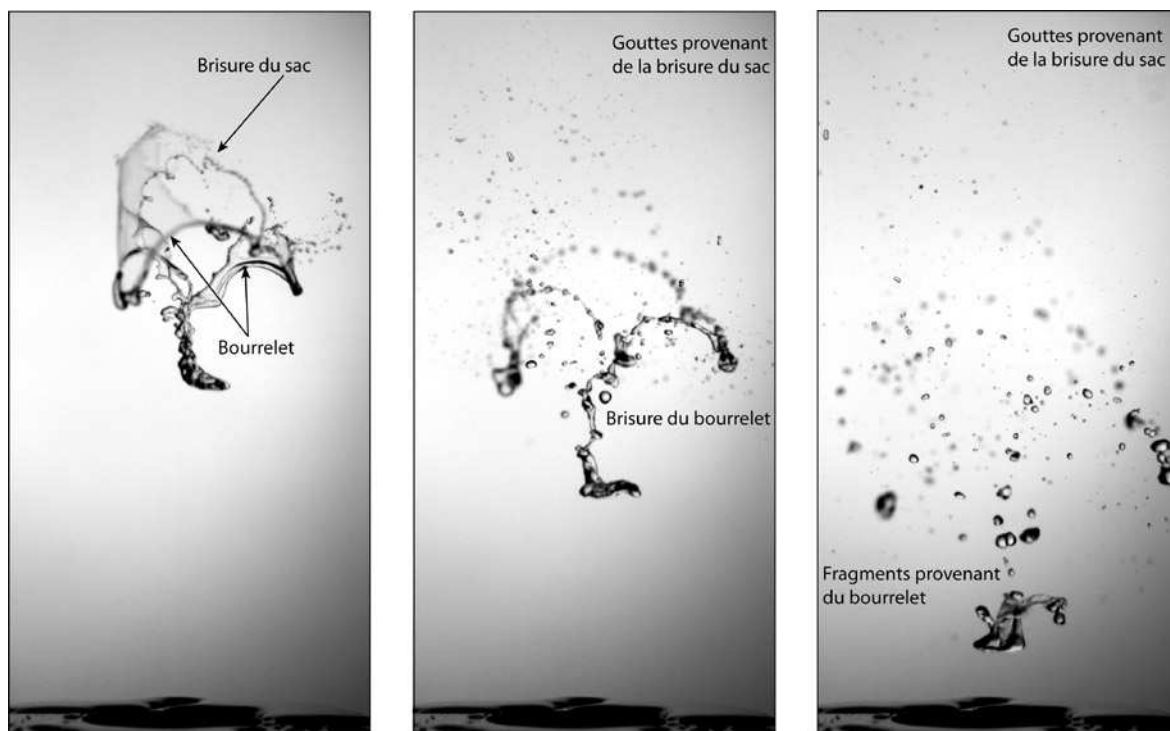 Brisure du sac
Bourrelet
Gouttes provenant
de la brisure du sac
Brisure du bourrelet
Gouttes provenant
de la brisure du sac
Fragments provenant
du bourrelet